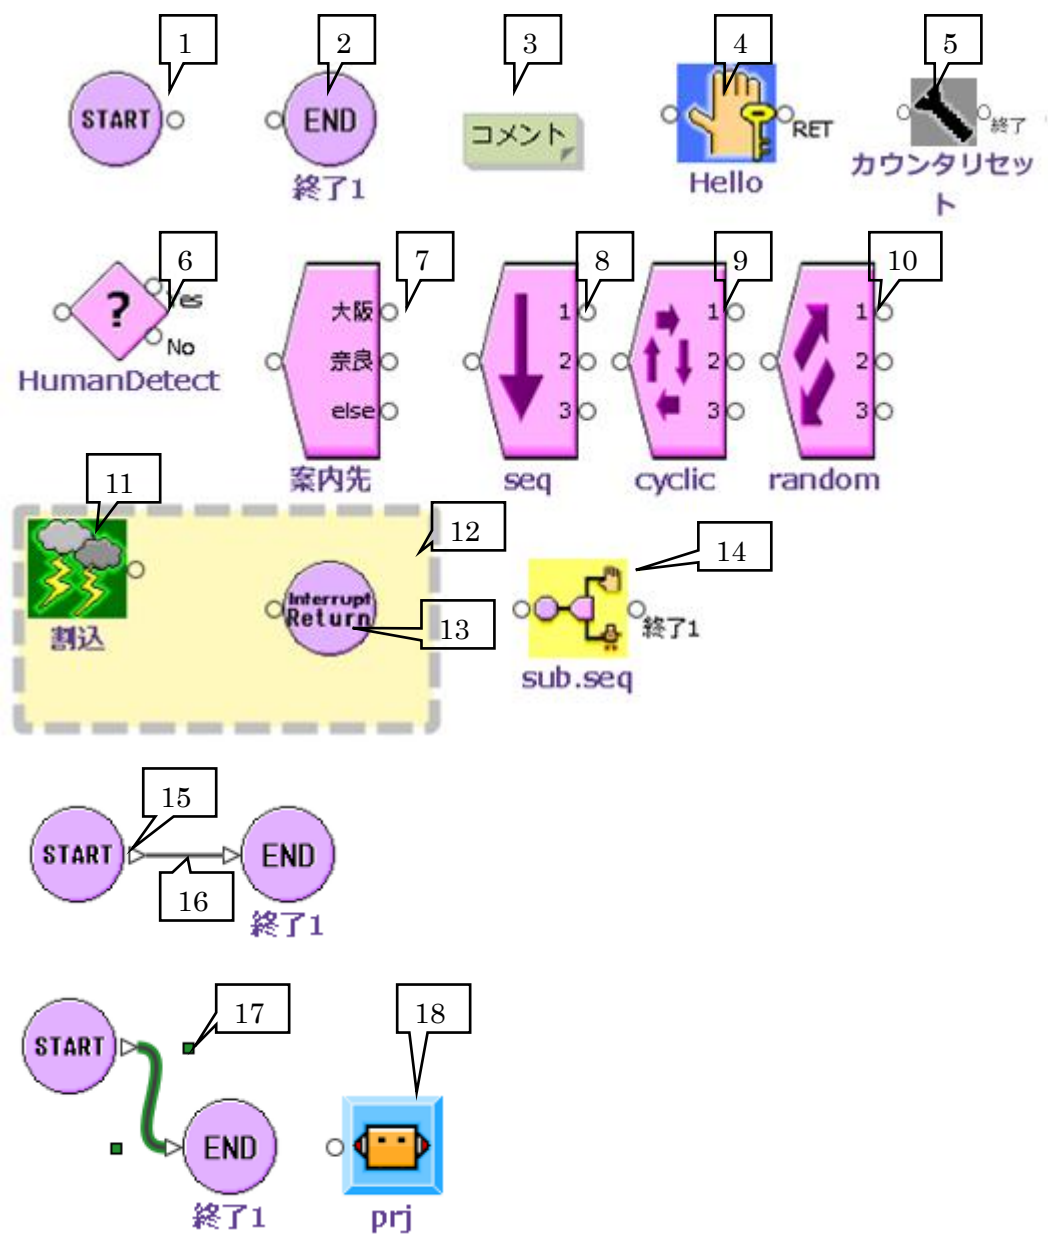 1
2
3
4
5
START
END
終了1
コメント
RET
Hello
終了
カウンタリセッ
ト
6
7
8
9
10
?
Yes
No
HumanDetect
大阪
奈良
else
案内先
1
2
3
seq
1
2
3
cyclic
1
2
3
random
11
12
割込
Interrupt
Return
13
14
終了1
sub.seq
15
START
END
16
終了1
17
18
START
END
終了1
prj